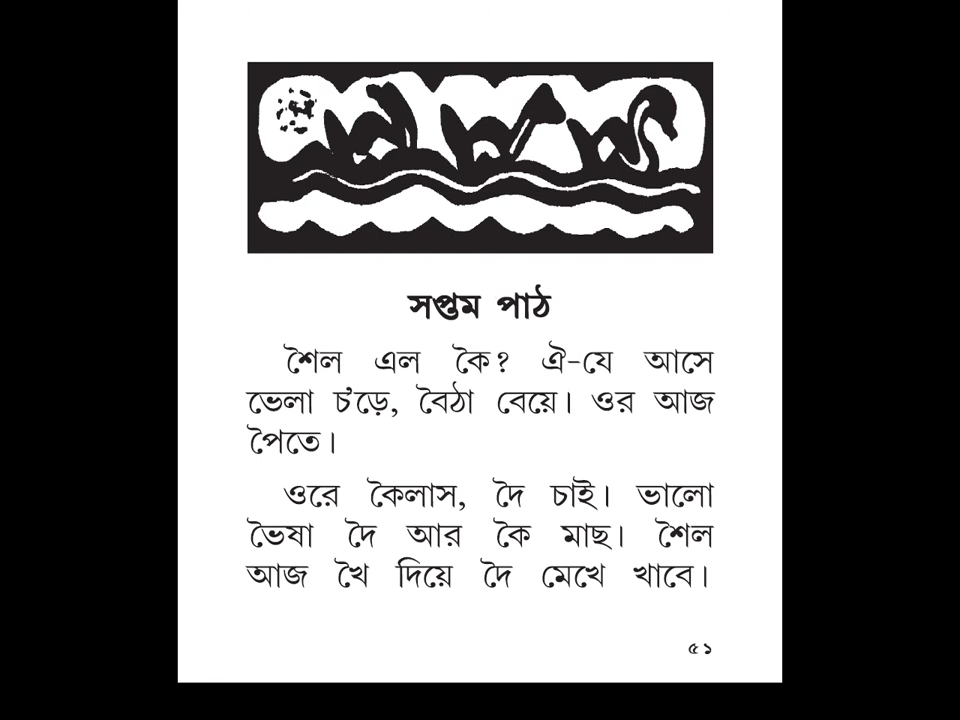 সপ্তম পাঠ
শৈল এল কৈ? ঐ-যে আসে
ভেলা চ'ড়ে, বৈঠা বেয়ে। ওর আজ
পৈতে।
ওরে কৈলাস, দৈ চাই। ভালো
ভৈষা দৈ আর কৈ মাছ। শৈল
আজ খৈ দিয়ে দৈ মেখে খাবে।
৫১